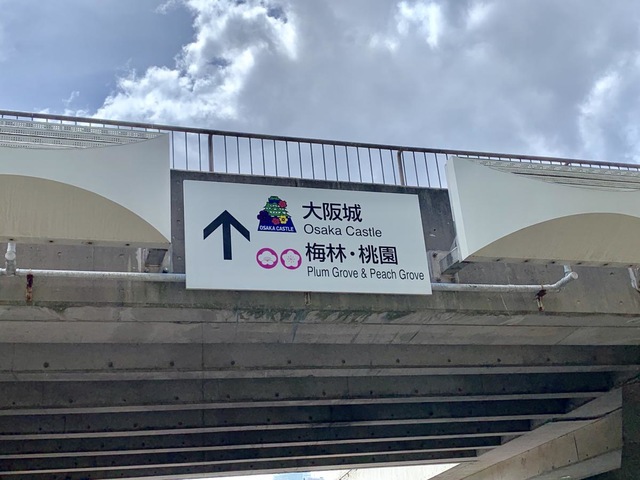 大阪城
Osaka Castle
OSAKA CASTLE
梅林・桃園
Plum Grove & Peach Grove